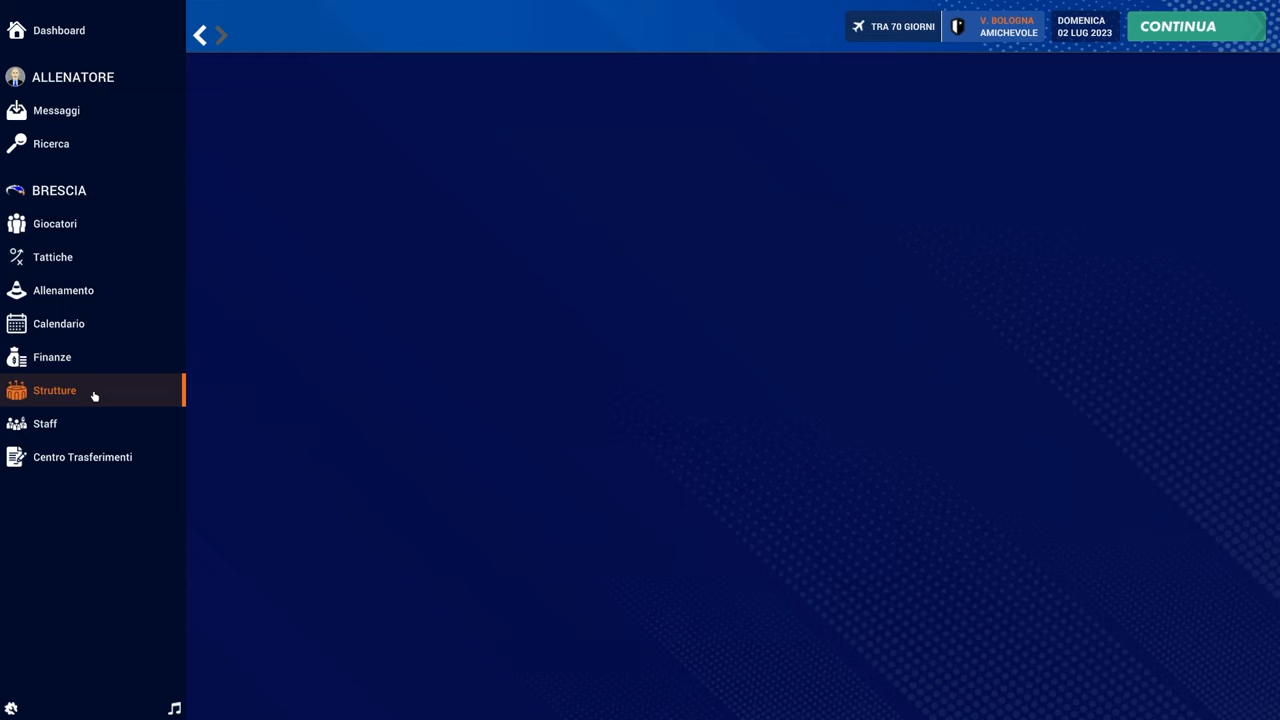 Dashboard
ALLENATORE
Messaggi
Ricerca
BRESCIA
Giocatori
Tattiche
Allenamento
Calendario
Finanze
Strutture
Staff
Centro Trasferimenti
TRA 70 GIORNI
V. BOLOGNA
AMICHEVOLE
DOMENICA
02 LUG 2023
CONTINUA